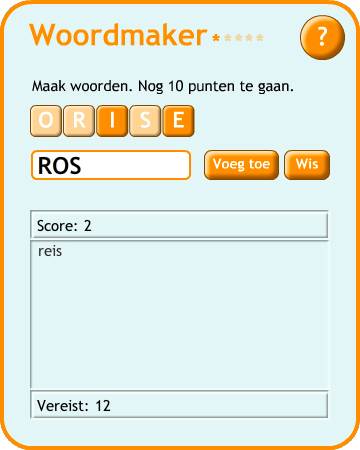 Woordmaker
?
Maak woorden. Nog 10 punten te gaan.
O R I S E
ROS Voeg toe Wis
Score: 2
reis
Vereist: 12